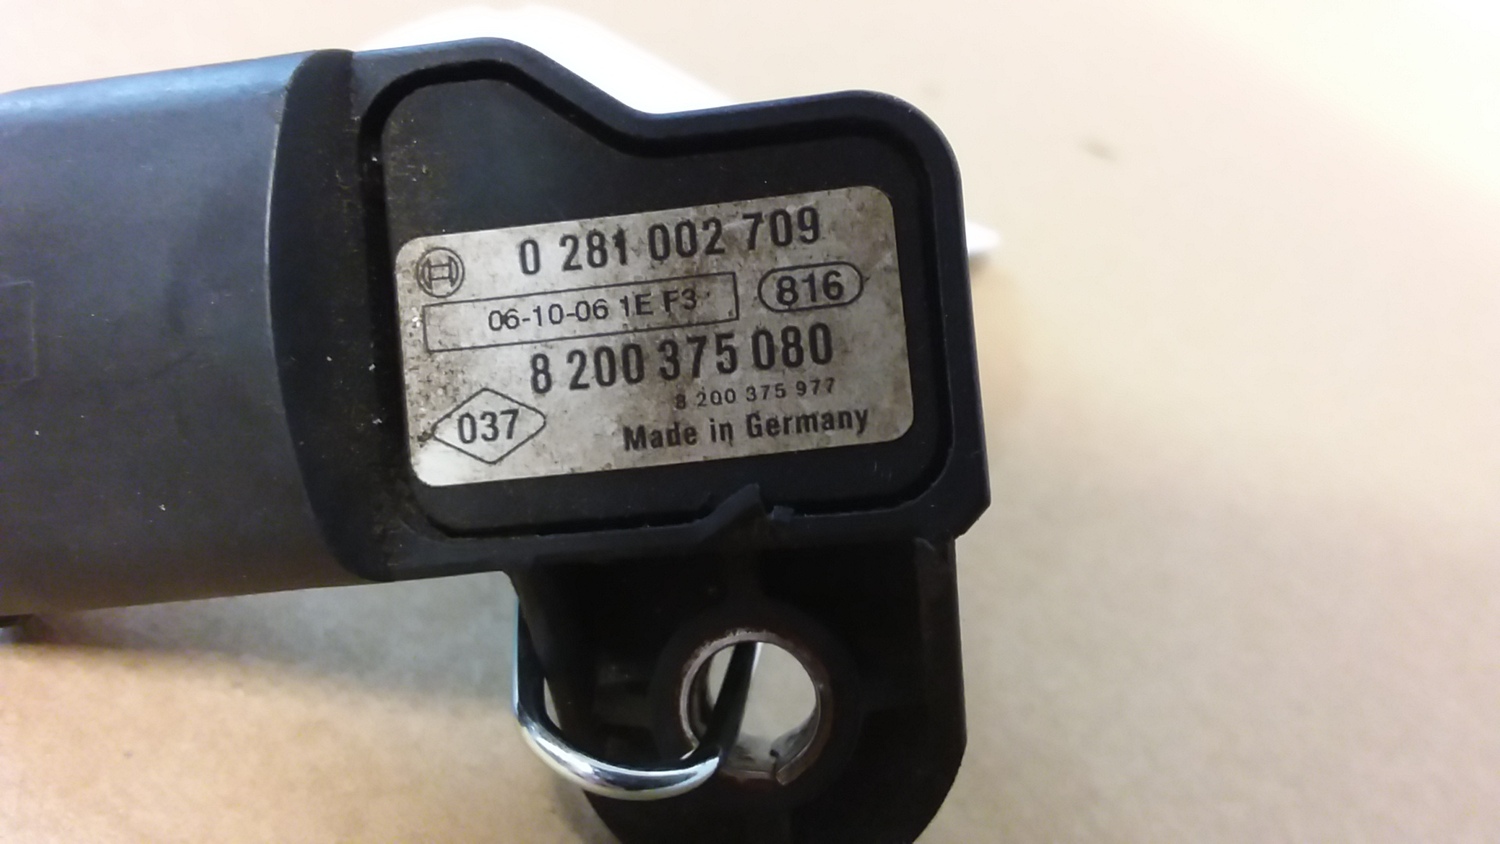 0 281 002 709
06-10-06 1E F3 816
8 200 375 080
8 200 375 977
037 Made in Germany